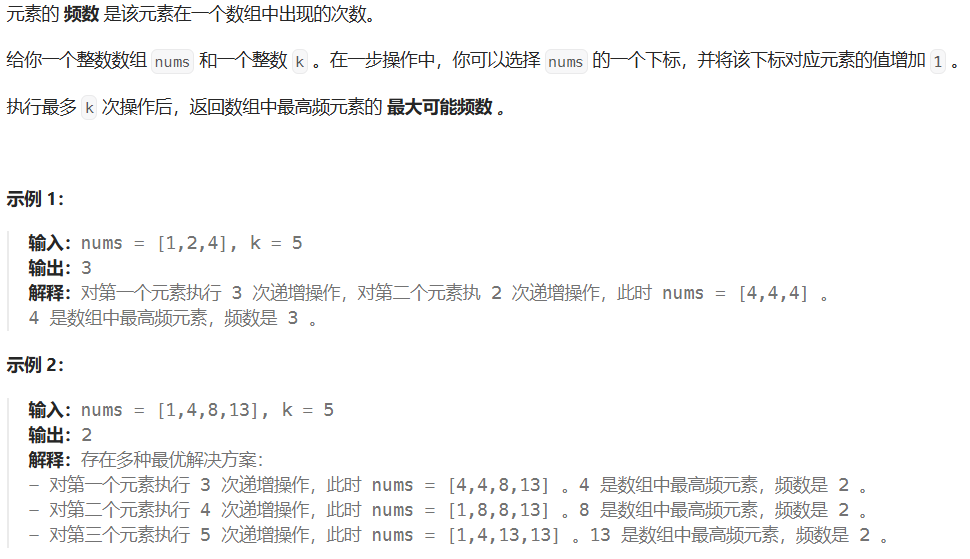 元素的 频数 是该元素在一个数组中出现的次数。
给你一个整数数组 nums 和一个整数 k 。在一步操作中，你可以选择 nums 的一个下标，并将该下标对应元素的值增加 1 。
执行最多 k 次操作后，返回数组中最高频元素的 最大可能频数 。
示例 1：
输入：nums = [1,2,4], k = 5
输出：3
解释：对第一个元素执行 3 次递增操作，对第二个元素执 2 次递增操作，此时 nums = [4,4,4] 。
4 是数组中最高频元素，频数是 3 。
示例 2：
输入：nums = [1,4,8,13], k = 5
输出：2
解释：存在多种最优解决方案：
- 对第一个元素执行 3 次递增操作，此时 nums = [4,4,8,13] 。4 是数组中最高频元素，频数是 2 。
- 对第二个元素执行 4 次递增操作，此时 nums = [1,8,8,13] 。8 是数组中最高频元素，频数是 2 。
- 对第三个元素执行 5 次递增操作，此时 nums = [1,4,13,13] 。13 是数组中最高频元素，频数是 2 。